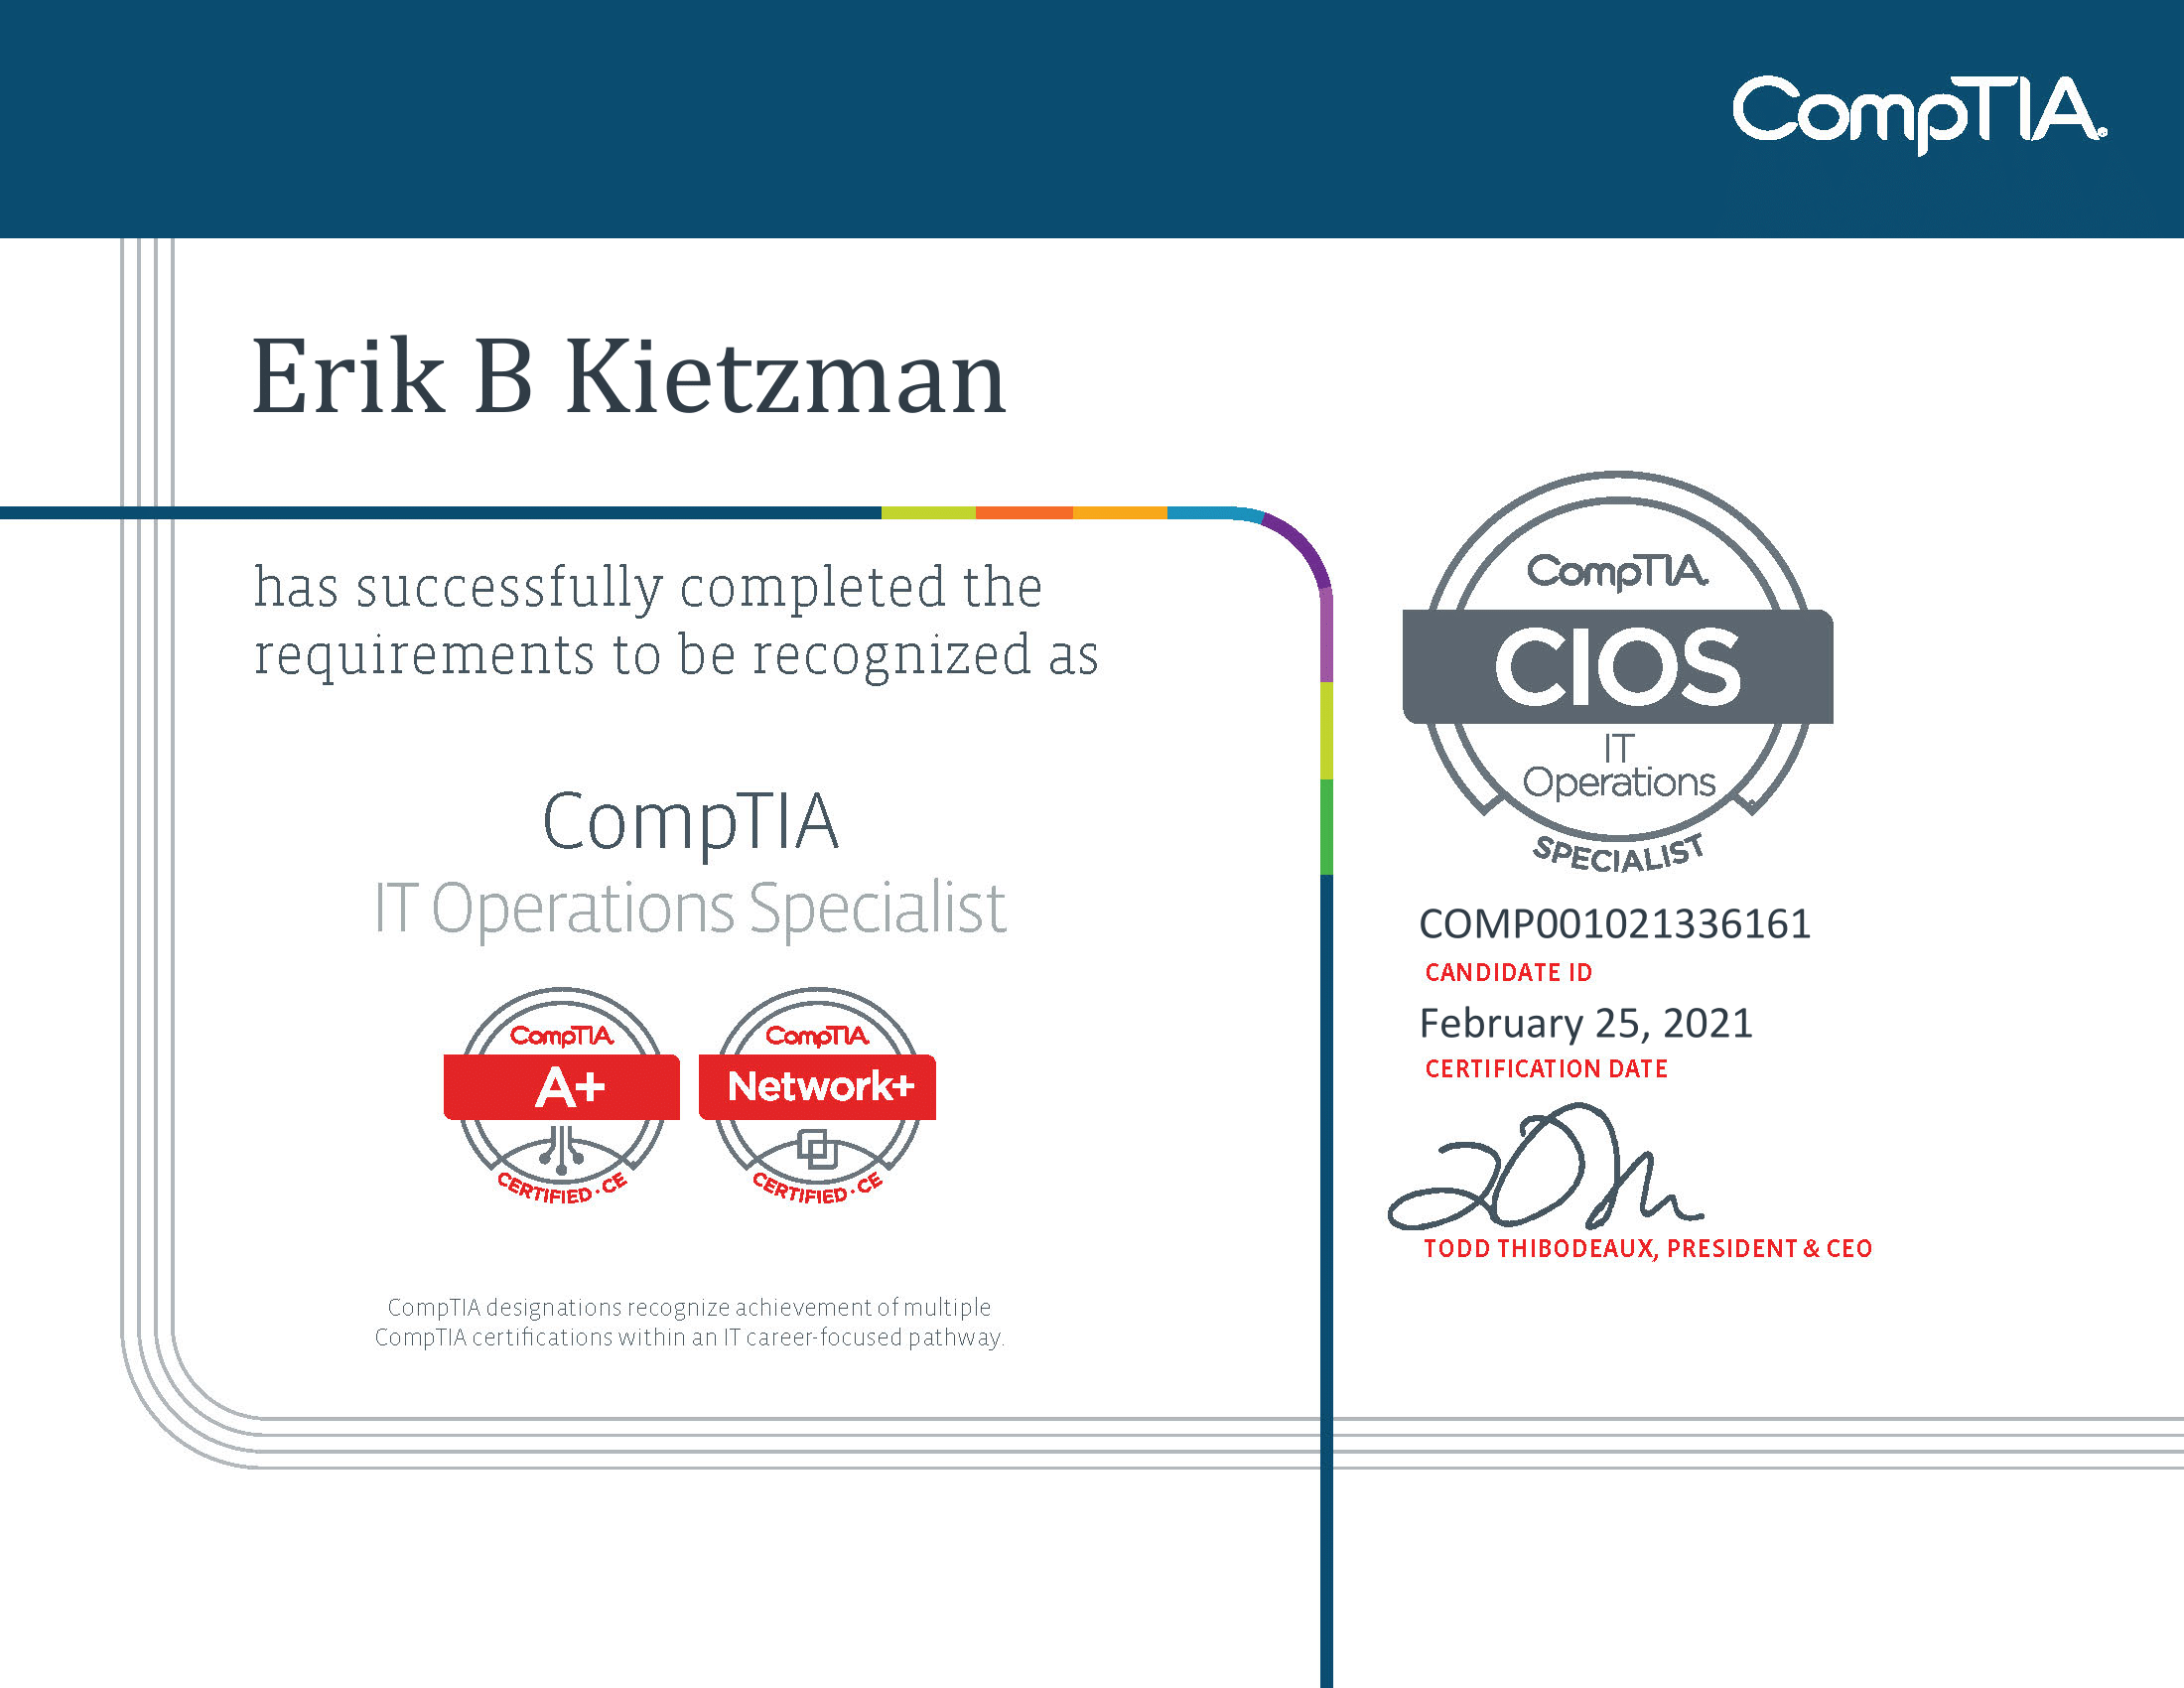 CompTIA.
Erik B Kietzman
has successfully completed the
requirements to be recognized as
CompTIA
IT Operations Specialist
CompTIA
A+
CERTIFIED · CE
CompTIA
Network+
CERTIFIED · CE
CompTIA designations recognize achievement of multiple
CompTIA certifications within an IT career-focused pathway.
CompTIA.
CIOS
IT
Operations
SPECIALIST
COMP001021336161
CANDIDATE ID
February 25, 2021
CERTIFICATION DATE
TODD THIBODEAUX, PRESIDENT & CEO